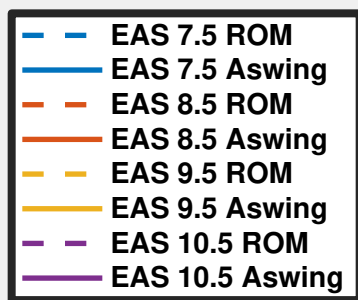 EAS 7.5 ROM
EAS 7.5 Aswing
EAS 8.5 ROM
EAS 8.5 Aswing
EAS 9.5 ROM
EAS 9.5 Aswing
EAS 10.5 ROM
EAS 10.5 Aswing